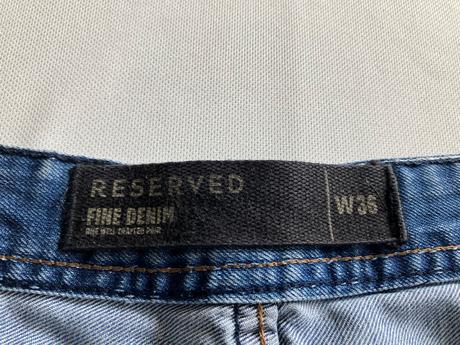 RESERVED
FINE DENIM
ONE WELL CRAFTED PAIR
W36